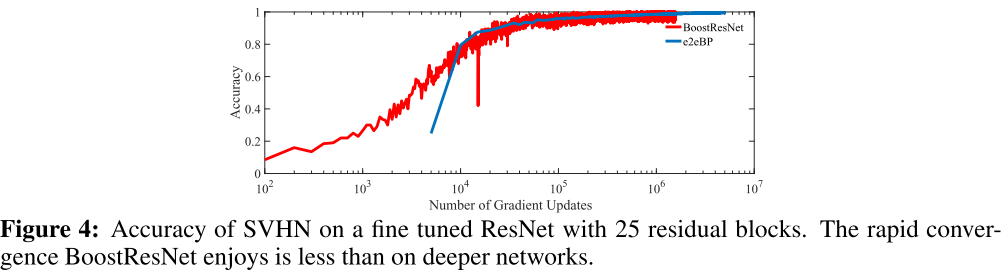 1
0.8
0.6
0.4
0.2
0
Accuracy
BoostResNet
e2eBP
10^2 10^3 10^4 10^5 10^6 10^7
Number of Gradient Updates
Figure 4: Accuracy of SVHN on a fine tuned ResNet with 25 residual blocks. The rapid conver-
gence BoostResNet enjoys is less than on deeper networks.